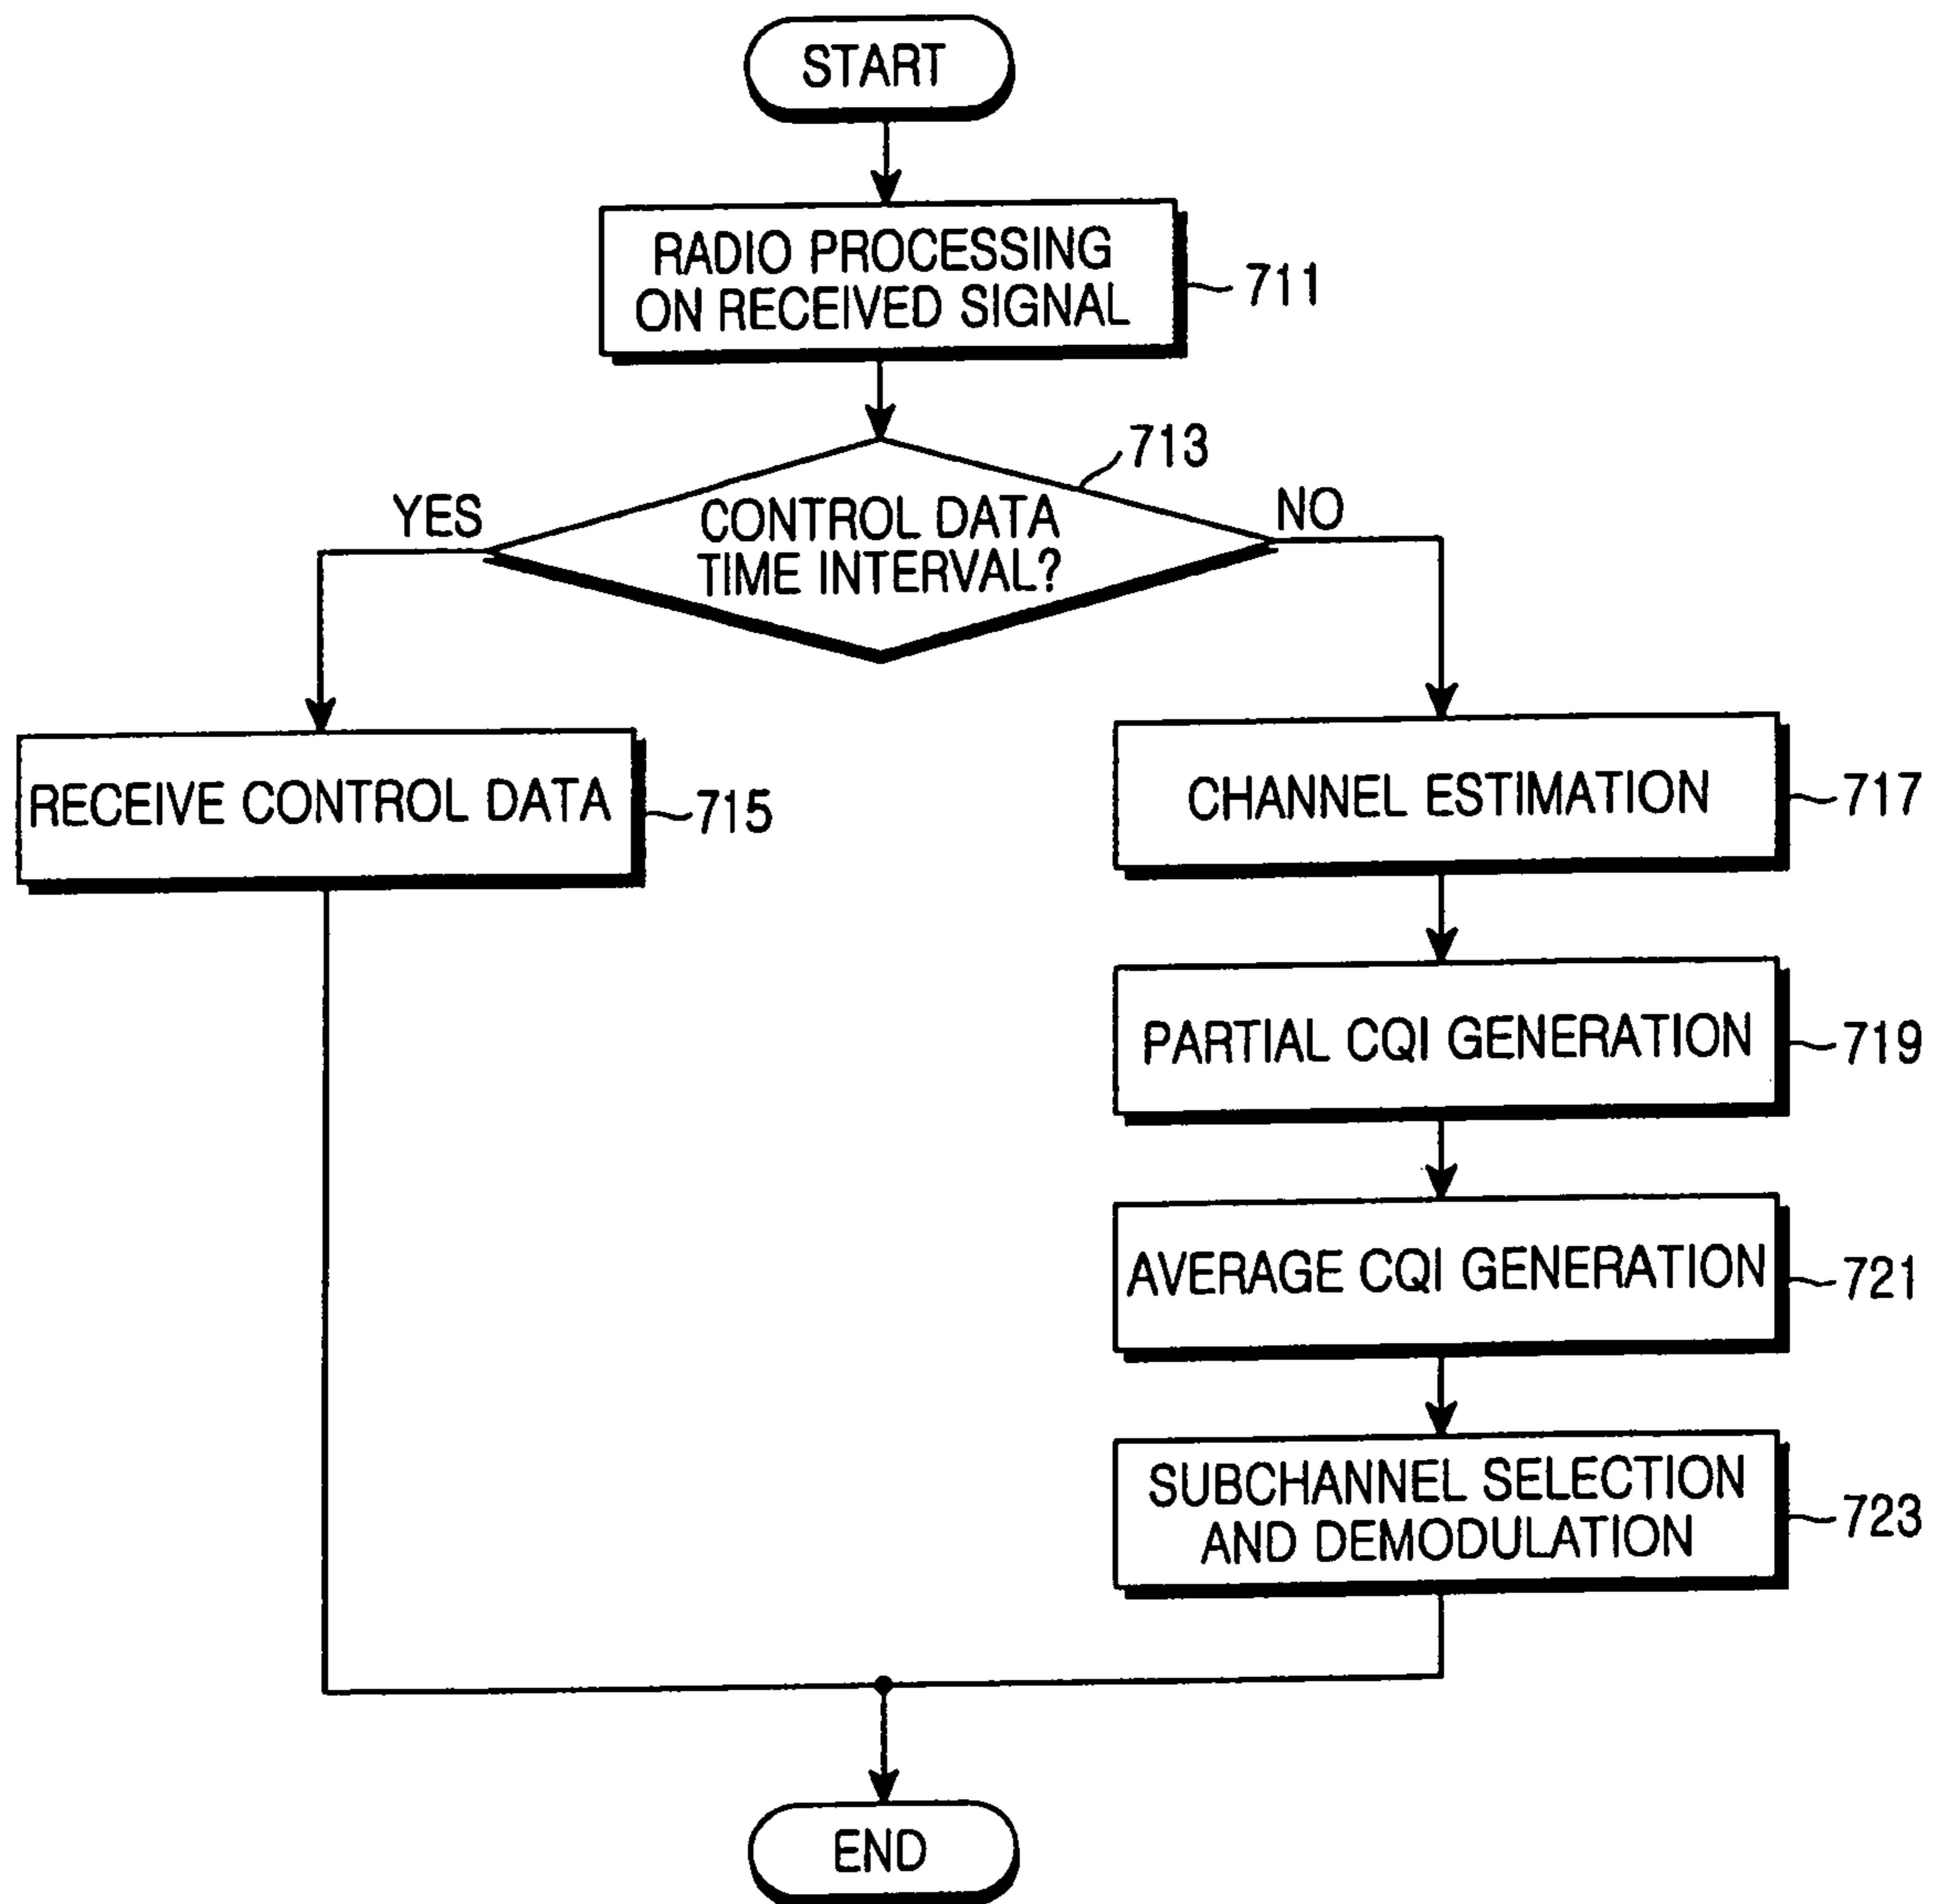 START
RADIO PROCESSING
ON RECEIVED SIGNAL
711
713
YES
CONTROL DATA
TIME INTERVAL?
NO
RECEIVE CONTROL DATA
715
CHANNEL ESTIMATION
717
PARTIAL CQI GENERATION
719
AVERAGE CQI GENERATION
721
SUBCHANNEL SELECTION
AND DEMODULATION
723
END